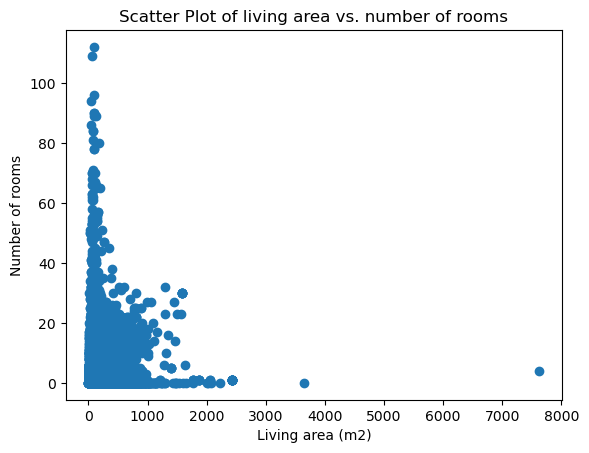 Scatter Plot of living area vs. number of rooms
100
80
60
40
20
0
Number of rooms
0 1000 2000 3000 4000 5000 6000 7000 8000
Living area (m2)